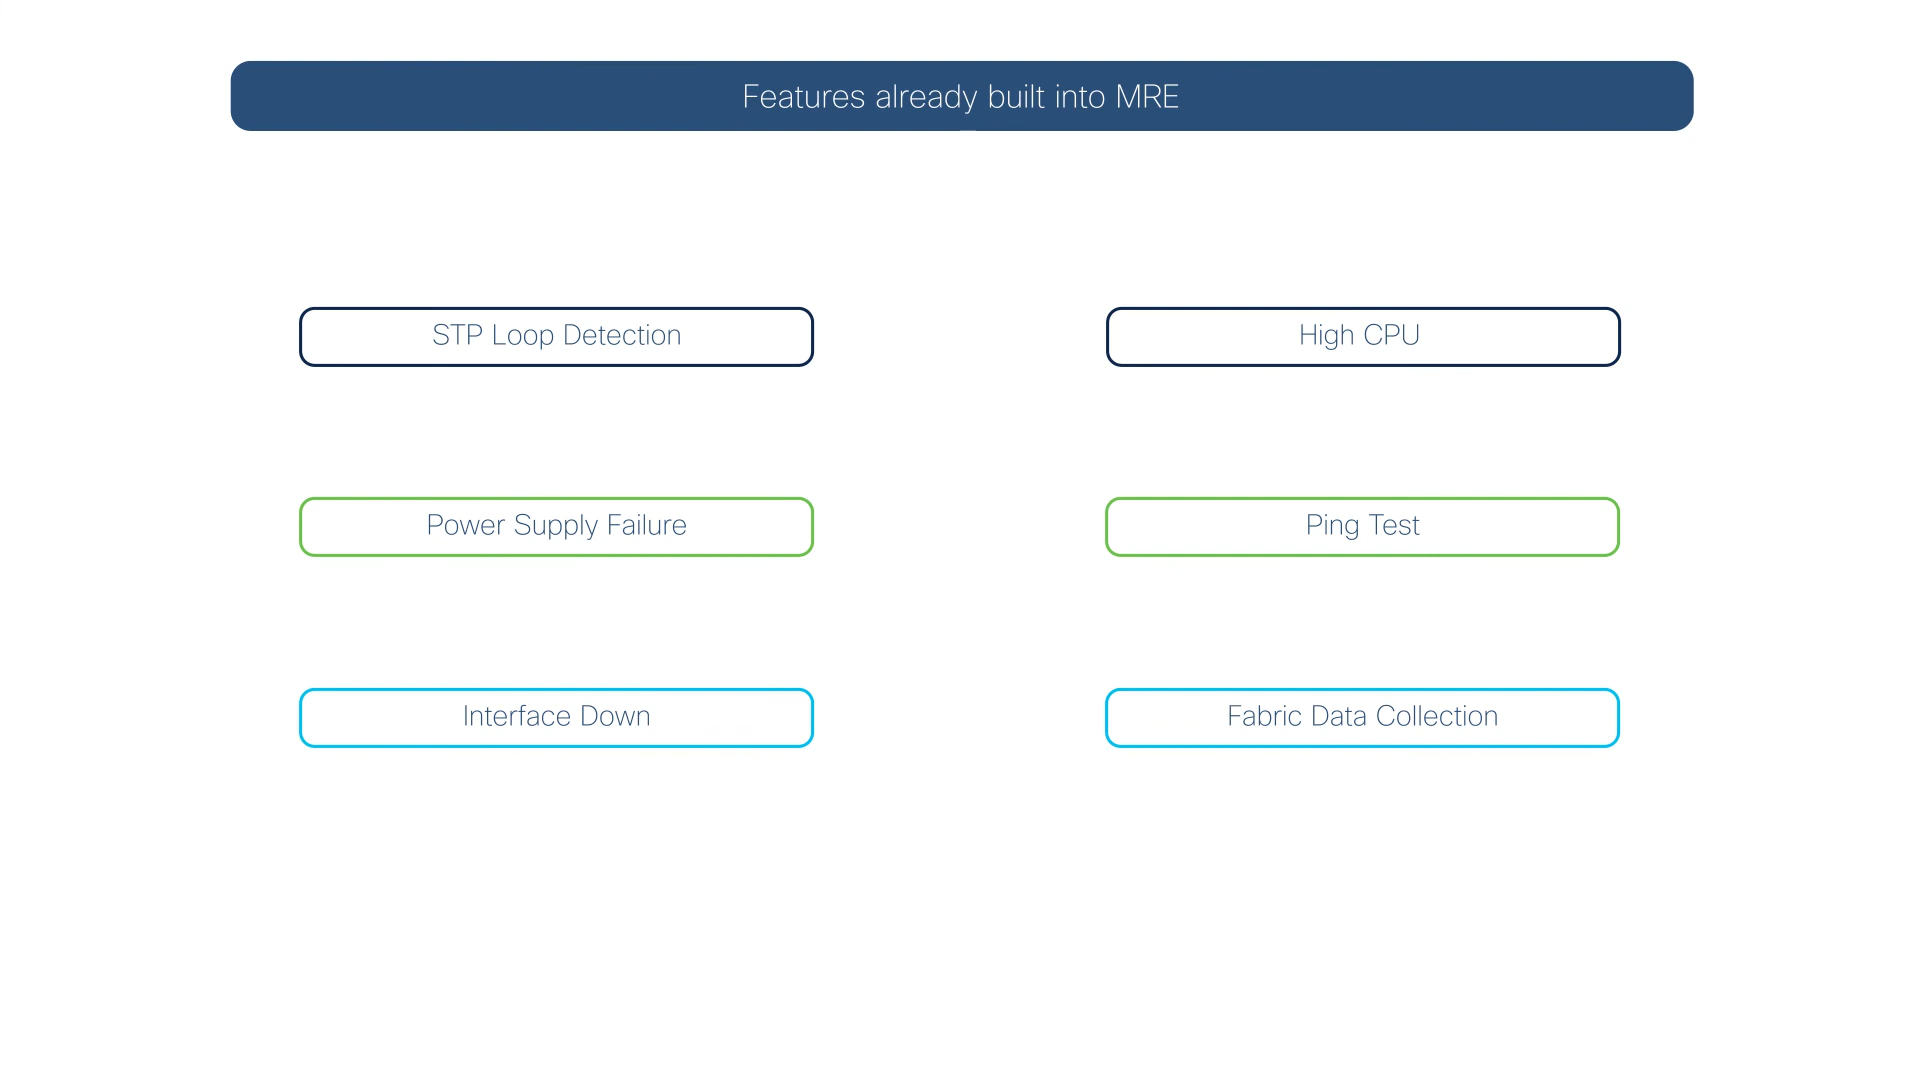 Features already built into MRE
STP Loop Detection
High CPU
Power Supply Failure
Ping Test
Interface Down
Fabric Data Collection